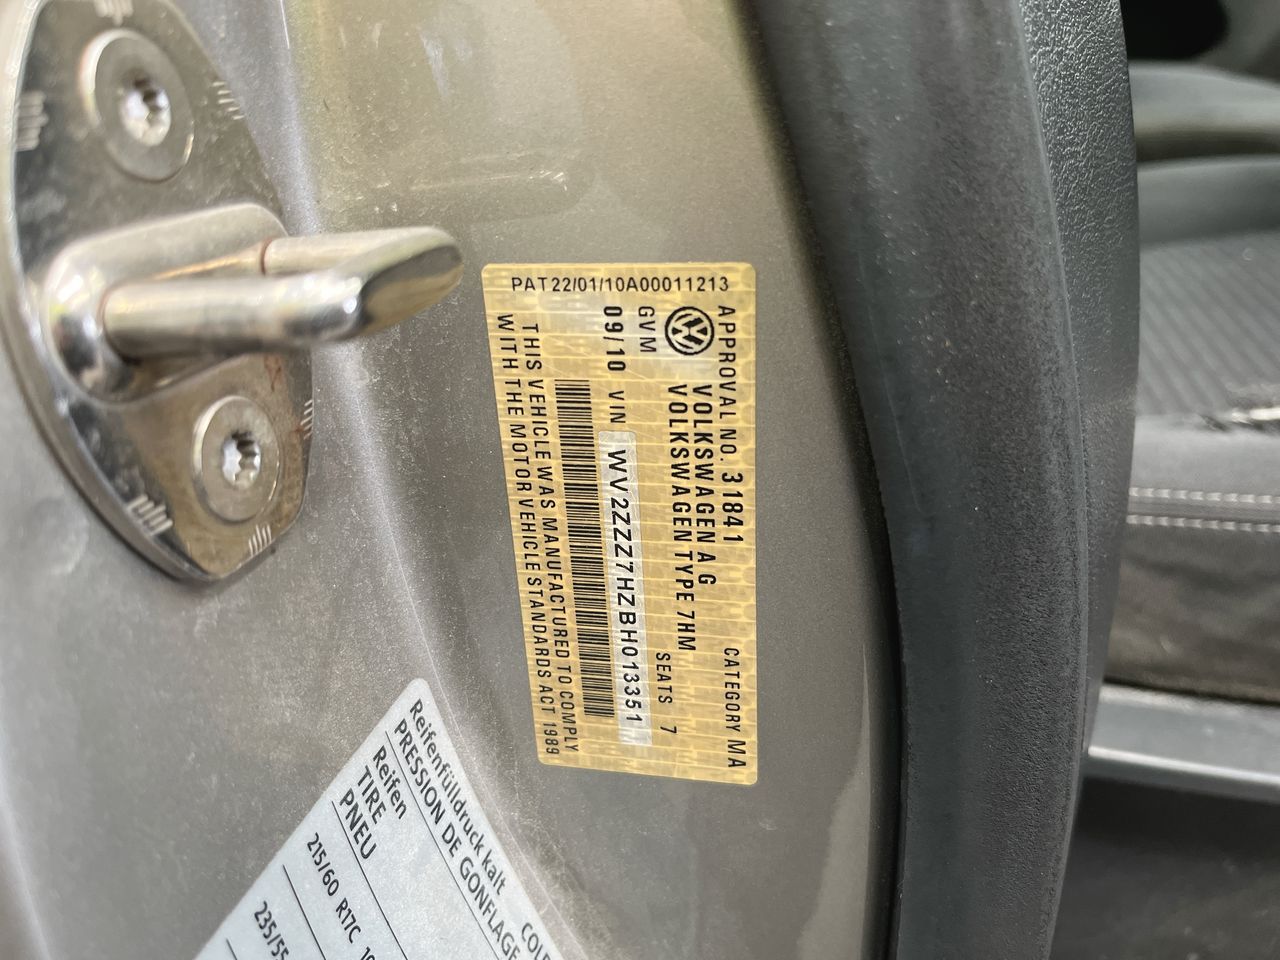 PAT22/01/10A00011213
APPROVAL NO. 31841 CATEGORY MA
VOLKSWAGEN AG
VOLKSWAGEN TYPE 7HM
GVM SEATS 7
09/10 VIN WV2ZZZ7HZBH013351
THIS VEHICLE WAS MANUFACTURED TO COMPLY
WITH THE MOTOR VEHICLE STANDARDS ACT 1989
Reifenfülldruck kalt
PRESSION DE GONFLAGE
Reifen
TIRE
PNEU
215/60 R17C
235/55